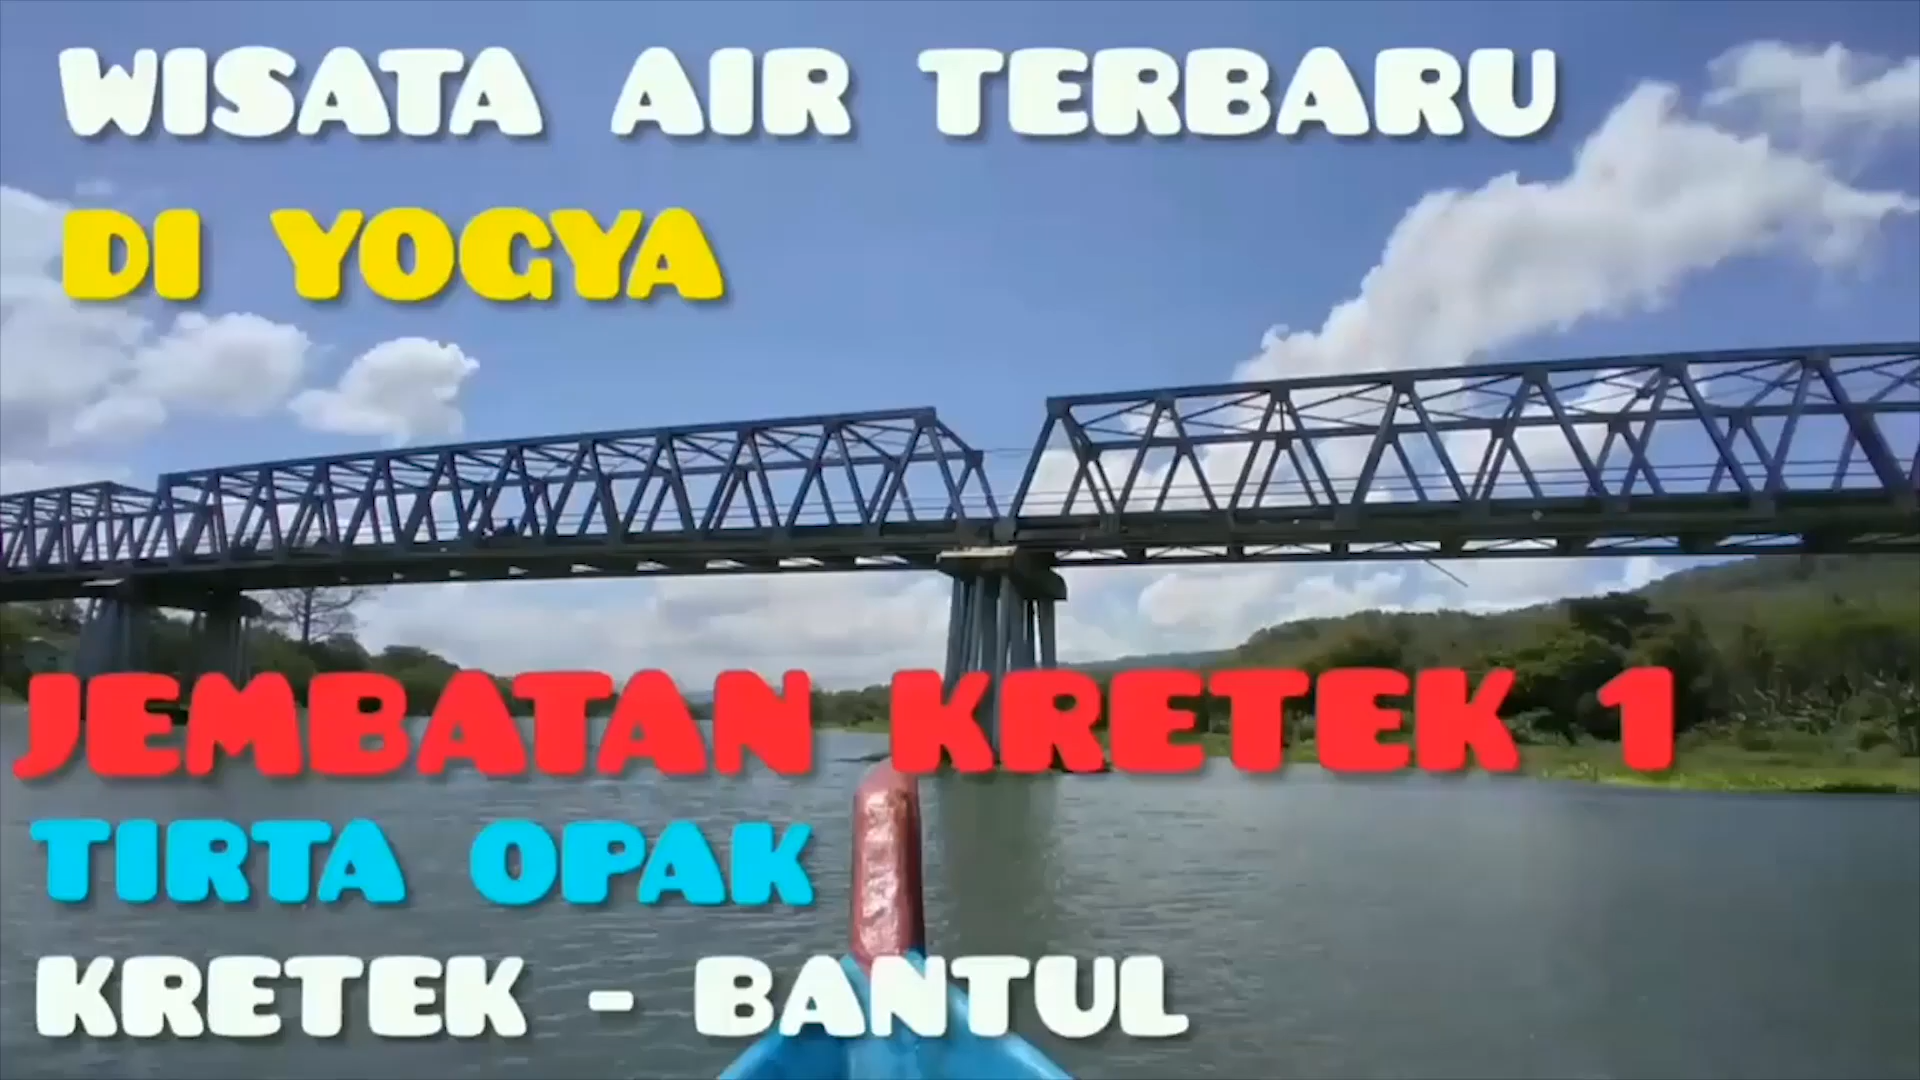 WISATA AIR TERBARU
DI YOGYA
JEMBATAN KRETEK 1
TIRTA OPAK
KRETEK - BANTUL